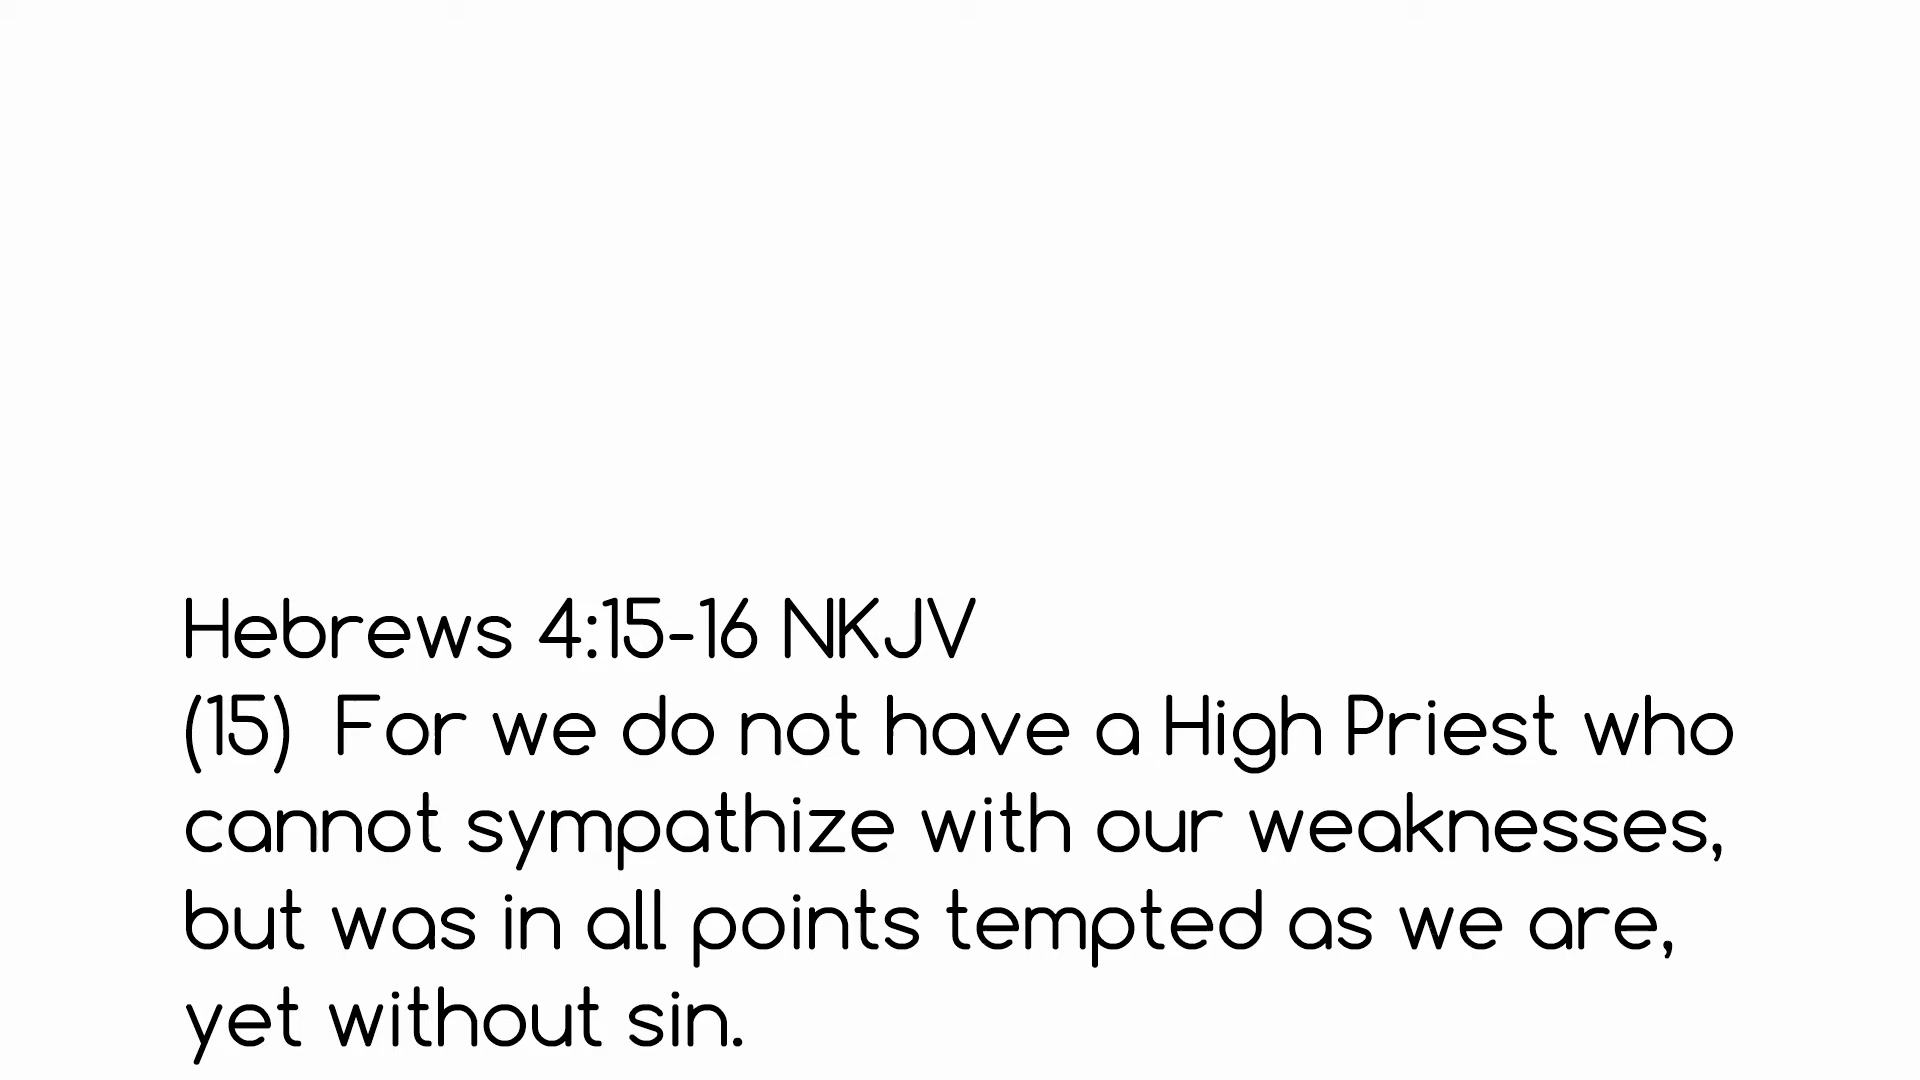 Hebrews 4:15-16 NKJV
(15)  For we do not have a High Priest who
cannot sympathize with our weaknesses,
but was in all points tempted as we are,
yet without sin.